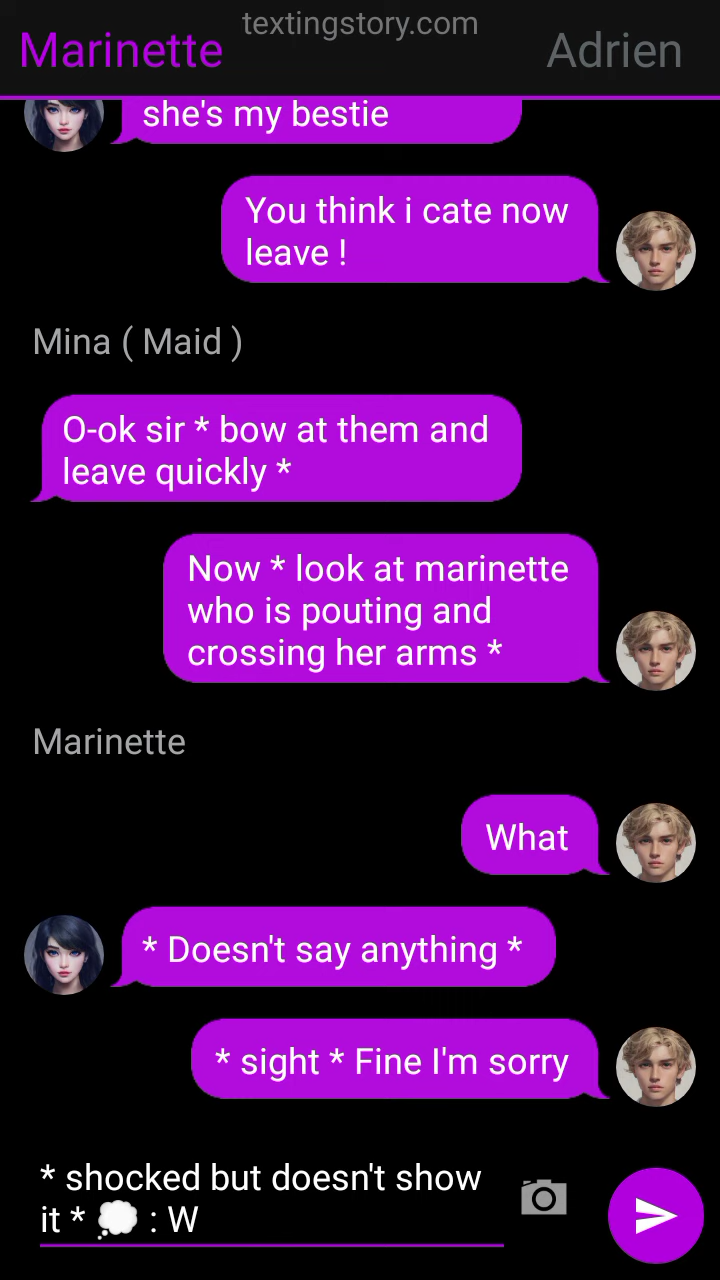 textingstory.com
Marinette
Adrien
she's my bestie
You think i cate now
leave !
Mina ( Maid )
O-ok sir * bow at them and
leave quickly *
Now * look at marinette
who is pouting and
crossing her arms *
Marinette
What
* Doesn't say anything *
* sight * Fine I'm sorry
* shocked but doesn't show
it * 💭 : W